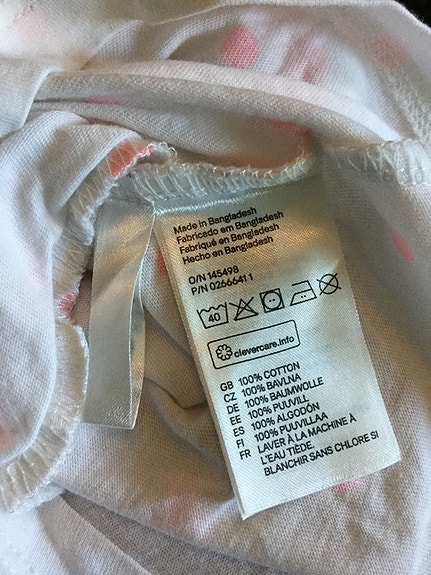 Made in Bangladesh
Fabricado em Bangladesh
Fabriqué en Bangladesh
Hecho en Bangladesh
O/N 145498
P/N 02666411
40
clevercare.info
GB 100% COTTON
CZ 100% BAVLNA
DE 100% BAUMWOLLE
EE 100% PUUVILL
ES 100% ALGODÓN
FI 100% PUUVILLAA
FR LAVER À LA MACHINE À
L'EAU TIÈDE.
BLANCHIR SANS CHLORE SI